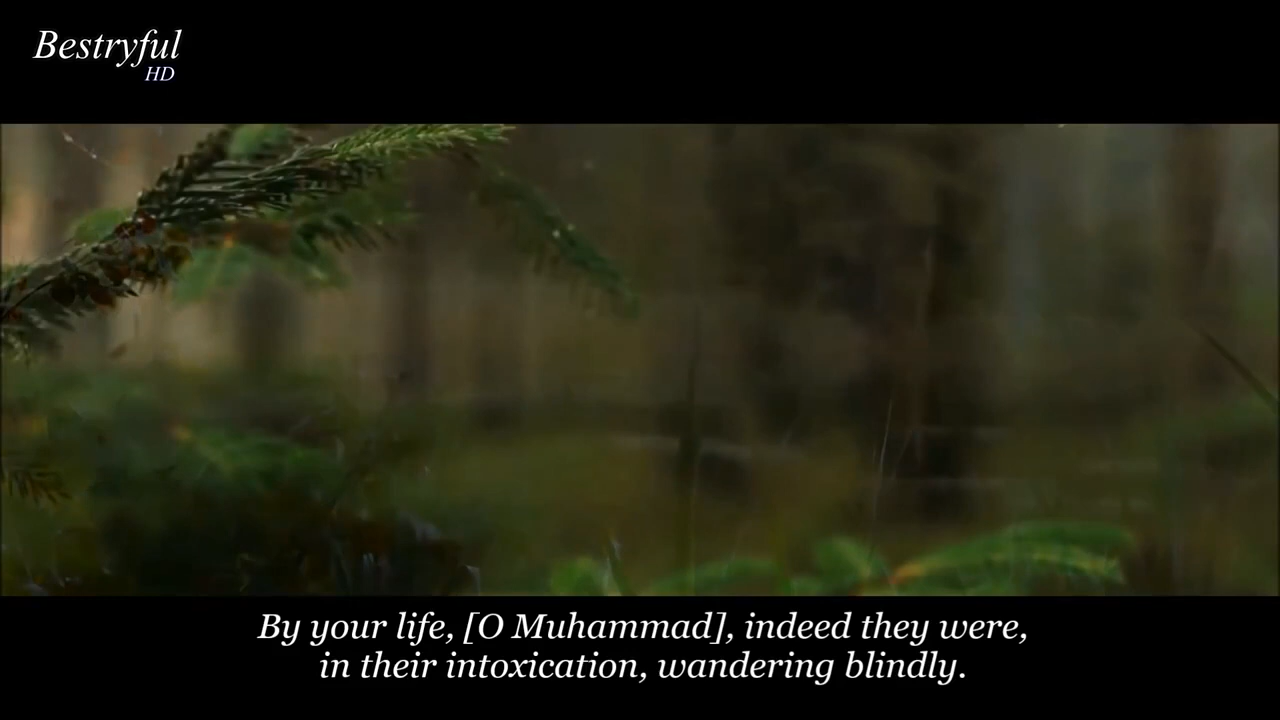 Bestryful
HD
By your life, [O Muhammad], indeed they were,
in their intoxication, wandering blindly.